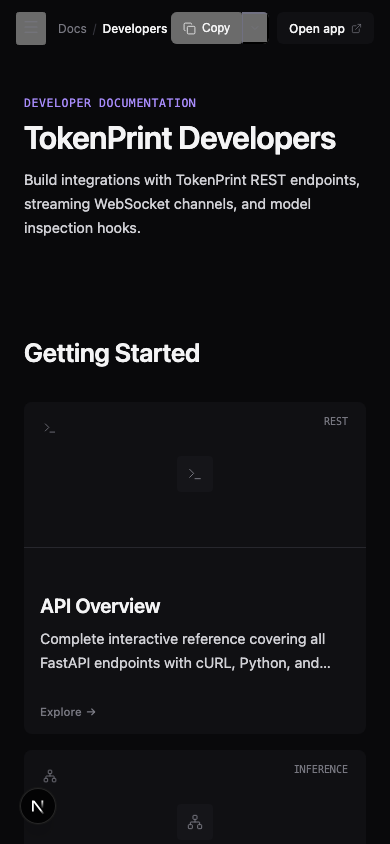 Docs / Developers Copy Open app
DEVELOPER DOCUMENTATION
TokenPrint Developers
Build integrations with TokenPrint REST endpoints,
streaming WebSocket channels, and model
inspection hooks.
Getting Started
REST
API Overview
Complete interactive reference covering all
FastAPI endpoints with cURL, Python, and...
Explore →
INFERENCE
N